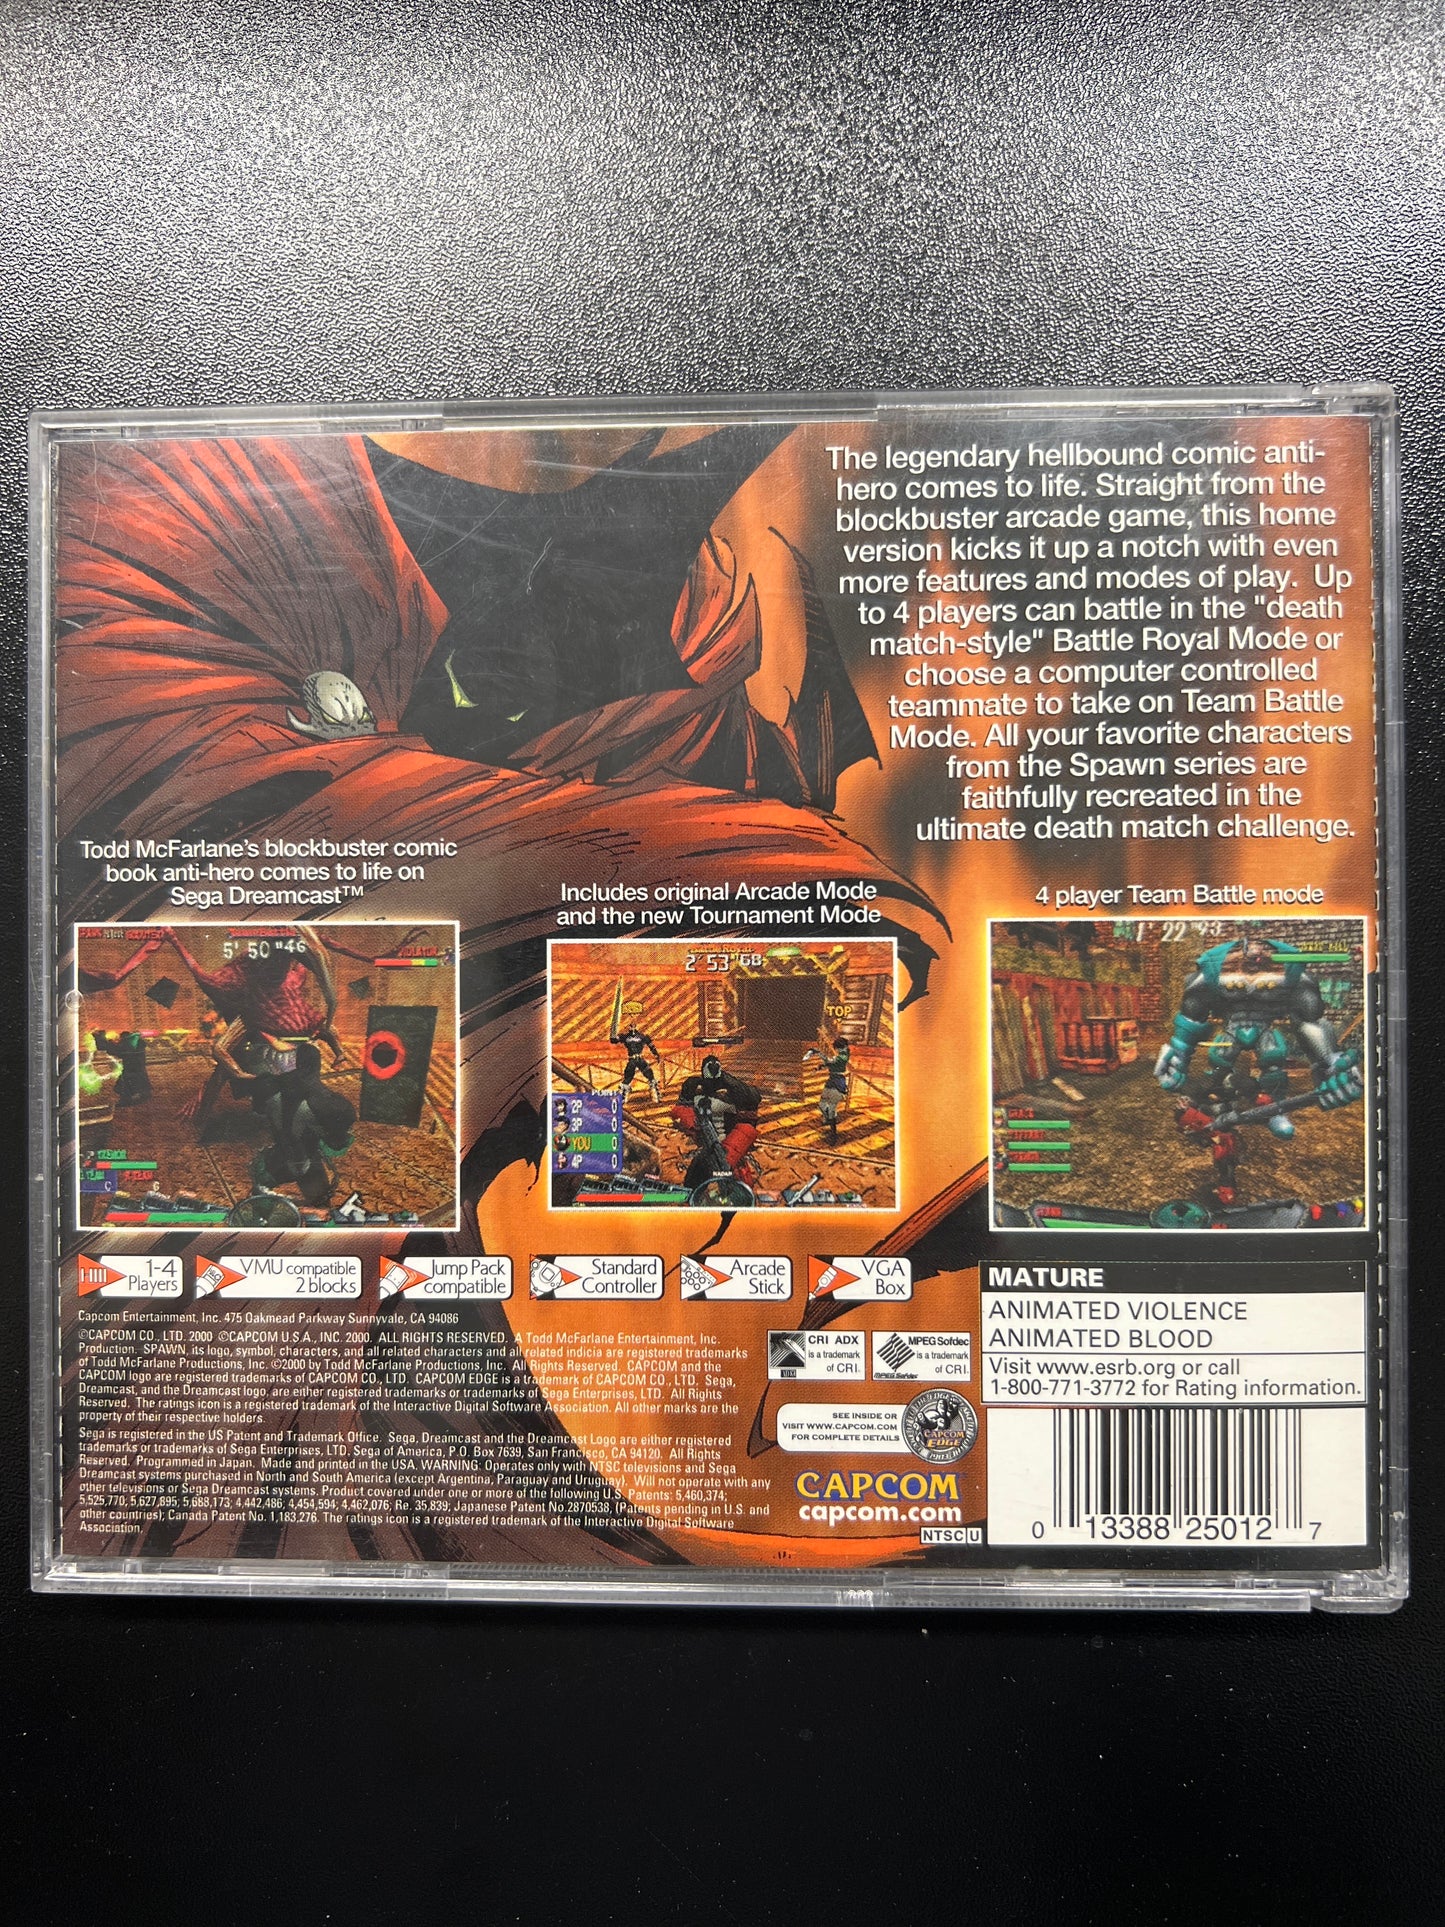 The legendary hellbound comic anti-
hero comes to life. Straight from the
blockbuster arcade game, this home
version kicks it up a notch with even
more features and modes of play. Up
to 4 players can battle in the "death
match-style" Battle Royal Mode or
choose a computer controlled
teammate to take on Team Battle
Mode. All your favorite characters
from the Spawn series are
faithfully recreated in the
ultimate death match challenge.
Todd McFarlane's blockbuster comic
book anti-hero comes to life on
Sega Dreamcast™
Includes original Arcade Mode
and the new Tournament Mode
4 player Team Battle mode
5' 50 "46
2' 53"68
TOP
2P 0
3P 0
YOU 0
4P 0
1' 22 "93
1-4
Players
VMU compatible
2 blocks
Jump Pack
compatible
Standard
Controller
Arcade
Stick
VGA
Box
Capcom Entertainment, Inc. 475 Oakmead Parkway Sunnyvale, CA 94086
©CAPCOM CO., LTD. 2000 ©CAPCOM U.S.A., INC. 2000. ALL RIGHTS RESERVED. A Todd McFarlane Entertainment, Inc.
Production. SPAWN, its logo, symbol, characters, and all related characters and all related indicia are registered trademarks
of Todd McFarlane Productions, Inc. ©2000 by Todd McFarlane Productions, Inc. All Rights Reserved. CAPCOM and the
CAPCOM logo are registered trademarks of CAPCOM CO., LTD. CAPCOM EDGE is a trademark of CAPCOM CO., LTD. Sega,
Dreamcast, and the Dreamcast logo are either registered trademarks or trademarks of Sega Enterprises, LTD. All Rights
Reserved. The ratings icon is a registered trademark of the Interactive Digital Software Association. All other marks are the
property of their respective holders.
Sega is registered in the US Patent and Trademark Office. Sega, Dreamcast and the Dreamcast Logo are either registered
trademarks or trademarks of Sega Enterprises, LTD. Sega of America, P.O. Box 7639, San Francisco, CA 94120. All Rights
Reserved. Programmed in Japan. Made and printed in the USA. WARNING: Operates only with NTSC televisions and Sega
Dreamcast systems purchased in North and South America (except Argentina, Paraguay and Uruguay). Will not operate with any
other televisions or Sega Dreamcast systems. Product covered under one or more of the following U.S. Patents: 5,460,374;
5,525,770; 5,627,895; 5,688,173; 4,442,486; 4,454,594; 4,462,076; Re. 35,839; Japanese Patent No. 2870538, (Patents pending in U.S. and
other countries); Canada Patent No. 1,183,276. The ratings icon is a registered trademark of the Interactive Digital Software
Association.
CRI ADX
is a trademark
of CRI.
MPEG Sofdec
is a trademark
of CRI.
SEE INSIDE OR
VISIT WWW.CAPCOM.COM
FOR COMPLETE DETAILS
CAPCOM
EDGE
CAPCOM
capcom.com
NTSC U
MATURE
ANIMATED VIOLENCE
ANIMATED BLOOD
Visit www.esrb.org or call
1-800-771-3772 for Rating information.
0 13388 25012 7